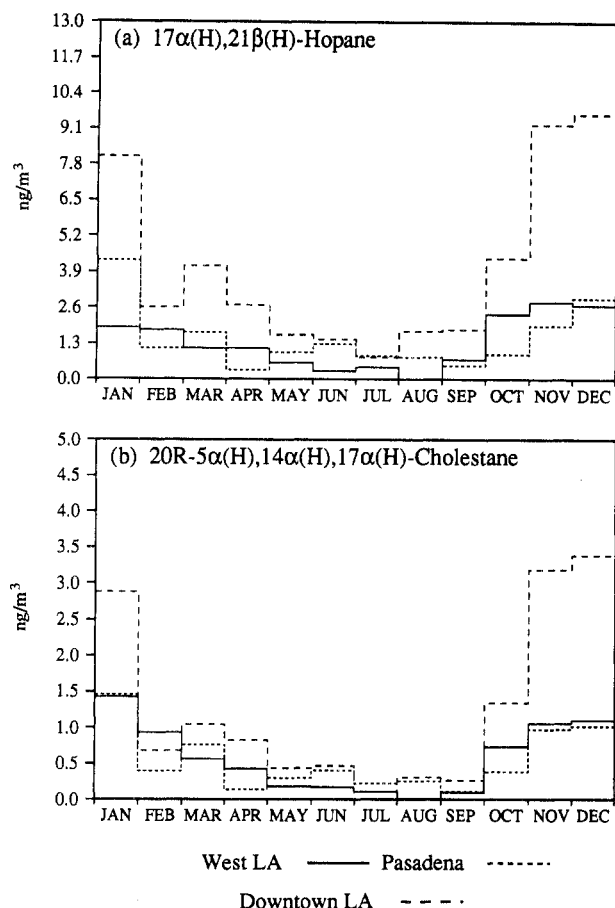 (a) 17α(H),21β(H)-Hopane
13.0
11.7
10.4
9.1
7.8
6.5
5.2
3.9
2.6
1.3
0.0
ng/m³
JAN FEB MAR APR MAY JUN JUL AUG SEP OCT NOV DEC
(b) 20R-5α(H),14α(H),17α(H)-Cholestane
5.0
4.5
4.0
3.5
3.0
2.5
2.0
1.5
1.0
0.5
0.0
ng/m³
JAN FEB MAR APR MAY JUN JUL AUG SEP OCT NOV DEC
West LA Pasadena
Downtown LA